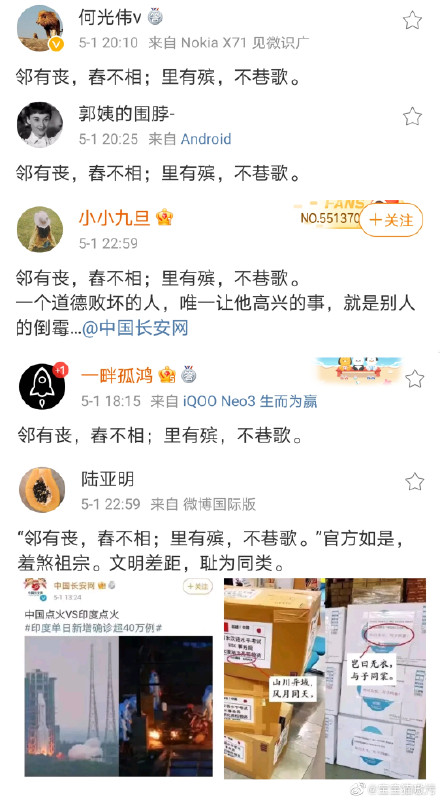 何光伟v
5-1 20:10 来自 Nokia X71 见微识广
邻有丧，舂不相；里有殡，不巷歌。
郭姨的围脖-
5-1 20:25 来自 Android
邻有丧，舂不相；里有殡，不巷歌。
FANS
NO.551370
+关注
小小九旦
5-1 22:59
邻有丧，舂不相；里有殡，不巷歌。
一个道德败坏的人，唯一让他高兴的事，就是别人
的倒霉...@中国长安网
+1
一畔孤鸿
5-1 18:15 来自 iQOO Neo3 生而为赢
邻有丧，舂不相；里有殡，不巷歌。
陆亚明
5-1 22:59 来自 微博国际版
“邻有丧，舂不相；里有殡，不巷歌。”官方如是，
羞煞祖宗。文明差距，耻为同类。
中国长安网
5-1 13:24
+关注
中国点火VS印度点火
#印度单日新增确诊超40万例#
山川异域，
风月同天。
岂曰无衣，
与子同裳。